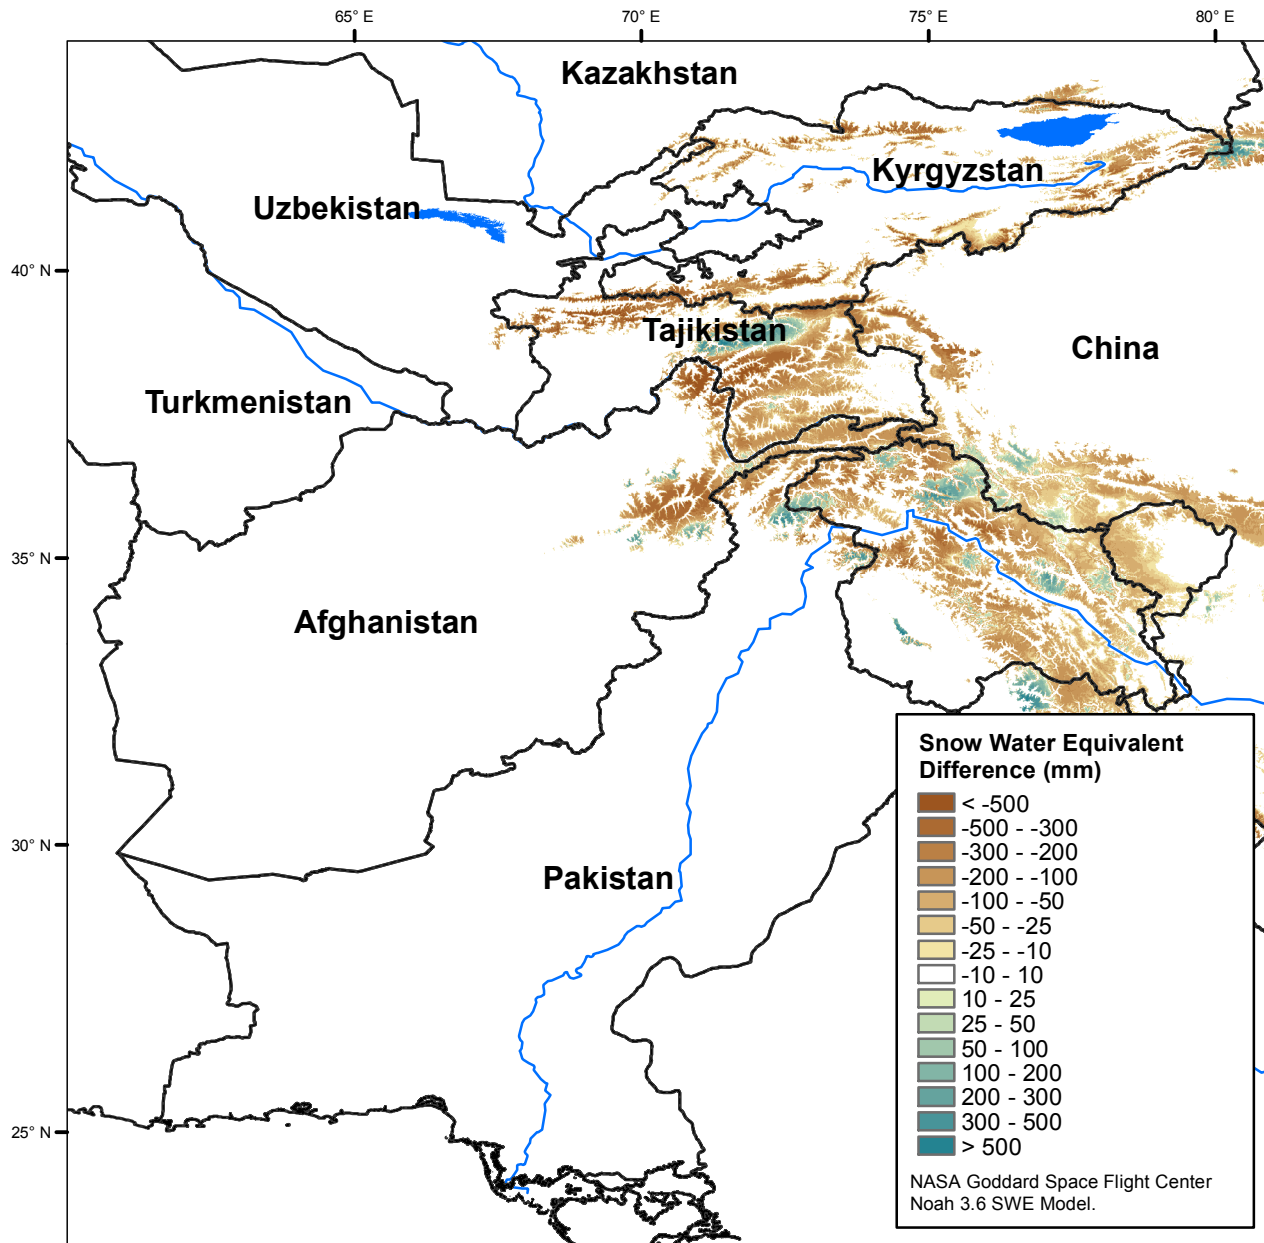 65° E
70° E
75° E
80° E
Kazakhstan
Kyrgyzstan
Uzbekistan
40° N
Tajikistan
China
Turkmenistan
35° N
Afghanistan
Snow Water Equivalent
Difference (mm)
< -500
-500 - -300
-300 - -200
-200 - -100
-100 - -50
-50 - -25
-25 - -10
-10 - 10
10 - 25
25 - 50
50 - 100
100 - 200
200 - 300
300 - 500
> 500
NASA Goddard Space Flight Center
Noah 3.6 SWE Model.
30° N
Pakistan
25° N